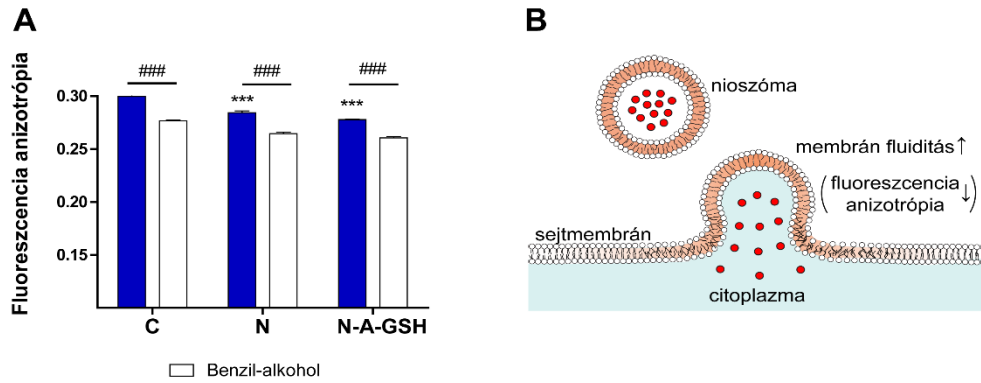 A
Fluoreszcencia anizotrópia
0.30
0.25
0.20
0.15
###
###
###
***
***
C
N
N-A-GSH
Benzil-alkohol
B
nioszóma
membrán fluiditás↑
(fluoreszcencia↓
anizotrópia)
sejtmembrán
citoplazma